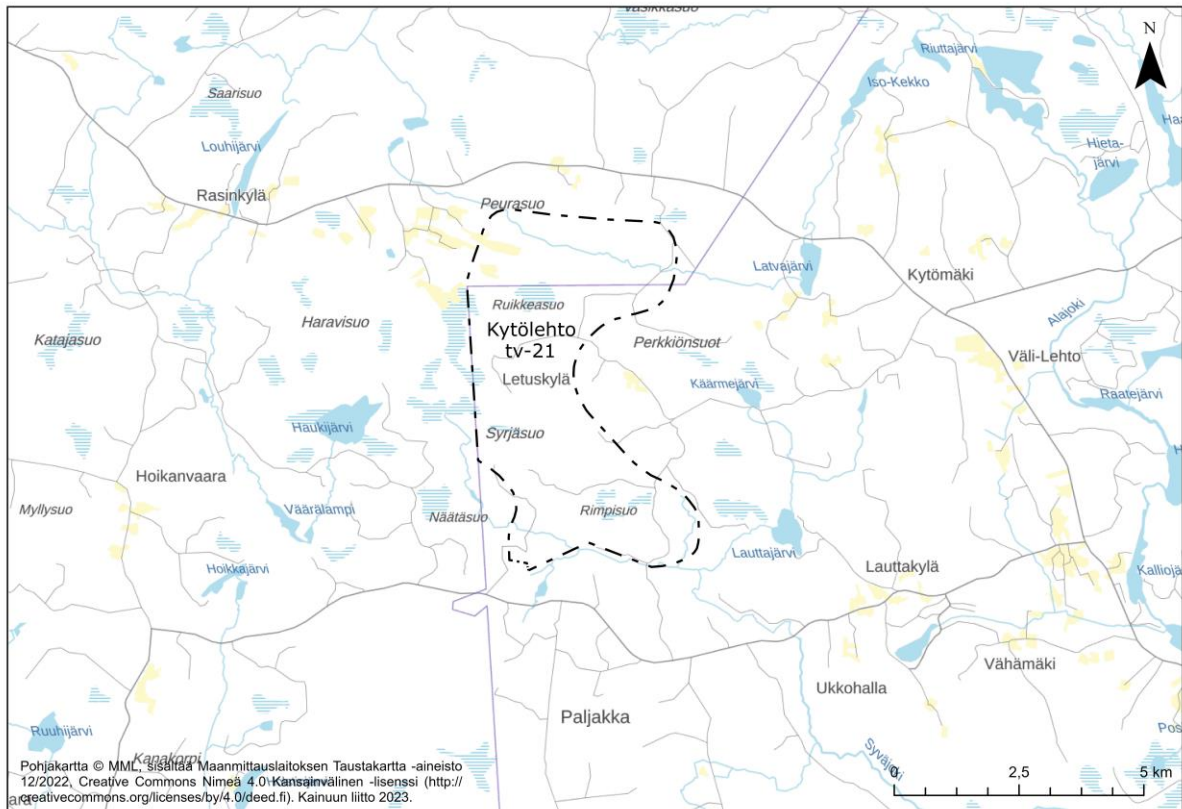 Vasikkasuo
N
Riuttajärvi
Iso-Kekko
Saarisuo
Hieta-
järvi
Louhijärvi
Rasinkylä
Peurasuo
Latvajärvi
Kytömäki
Ruikkeasuo
Alajoki
Haravisuo
Kytölehto
tv-21
Katajasuo
Perkkiönsuot
Väli-Lehto
Letuskylä
Käärmejärvi
Raatejärvi
Haukijärvi
Syrjäsuo
Hoikanvaara
Myllysuo
Väärälampi
Näätäsuo
Rimpisuo
Lauttajärvi
Hoikkajärvi
Lauttakylä
Kalliojä
Vähämäki
Ukkohalla
Paljakka
Ruuhijärvi
Pos
Kapakorpi
Syväjoki
Pohjakartta © MML, sisältää Maanmittauslaitoksen Taustakartta -aineisto
12/2022, Creative Commons Nimeä 4.0 Kansainvälinen -lisenssi (http://
creativecommons.org/licenses/by/4.0/deed.fi). Kainuun liitto 2023.
0 2,5 5 km